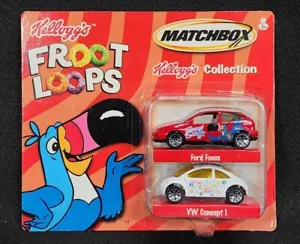 Kellogg's
FROOT
LOOPS
MATCHBOX
Kellogg's Collection
Ford Focus
VW Concept 1